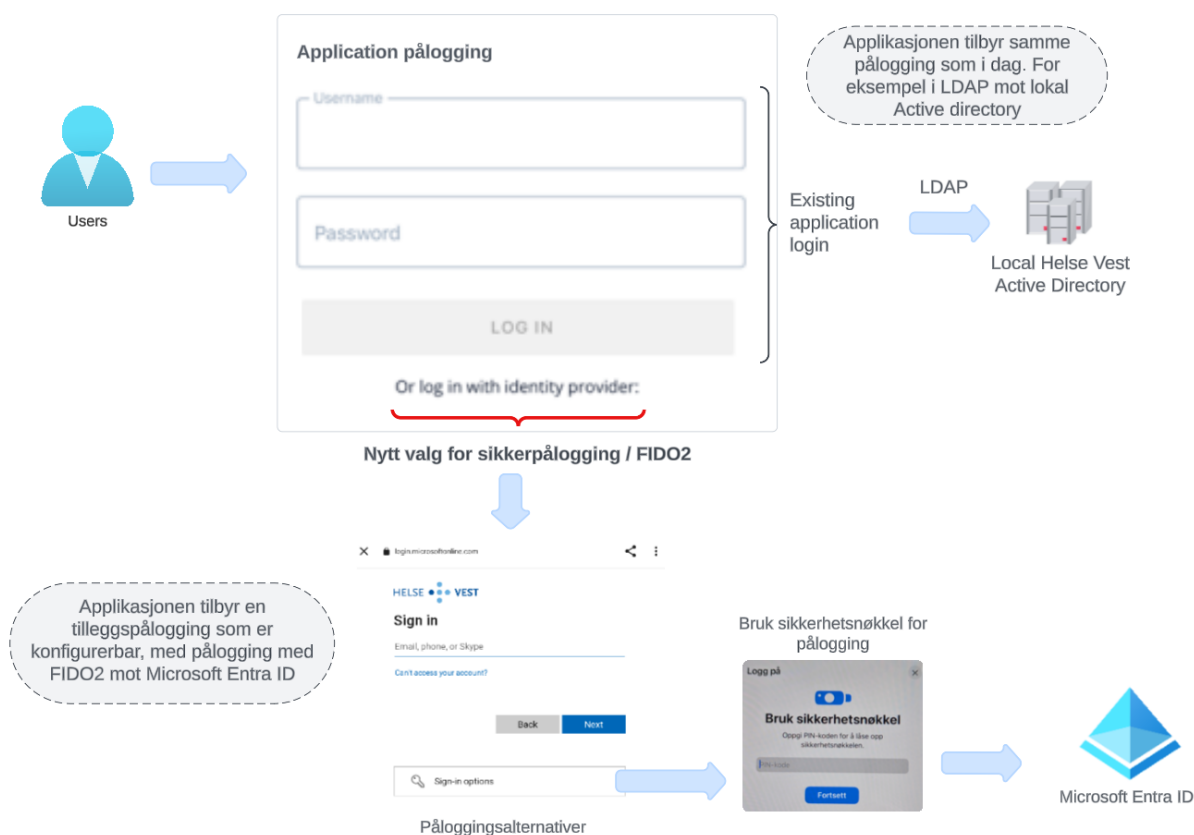 Application pålogging
Username
Password
LOG IN
Or log in with identity provider:
Users
Applikasjonen tilbyr samme
pålogging som i dag. For
eksempel i LDAP mot lokal
Active directory
Existing
application
login
LDAP
Local Helse Vest
Active Directory
Nytt valg for sikkerpålogging / FIDO2
login.microsoftonline.com
HELSE VEST
Sign in
Email, phone, or Skype
Can't access your account?
Back
Next
Sign-in options
Påloggingsalternativer
Applikasjonen tilbyr en
tilleggspålogging som er
konfigurerbar, med pålogging med
FIDO2 mot Microsoft Entra ID
Bruk sikkerhetsnøkkel for
pålogging
Logg på
Bruk sikkerhetsnøkkel
Oppgi PIN-koden for å låse opp
sikkerhetsnøkkelen.
PIN-kode
Fortsett
Microsoft Entra ID